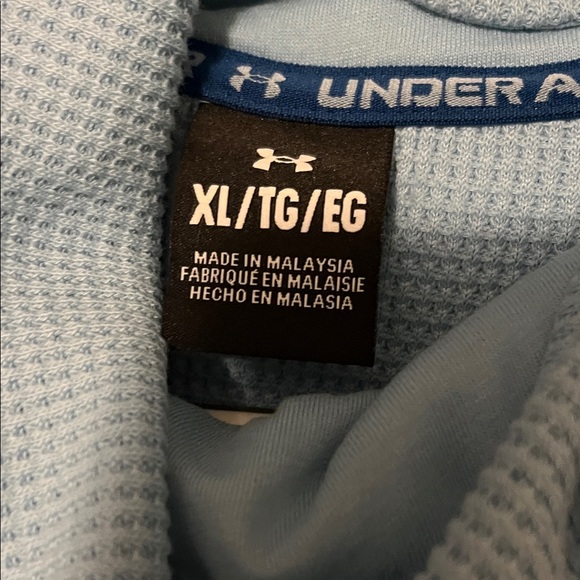 UNDER A
XL/TG/EG
MADE IN MALAYSIA
FABRIQUÉ EN MALAISIE
HECHO EN MALASIA